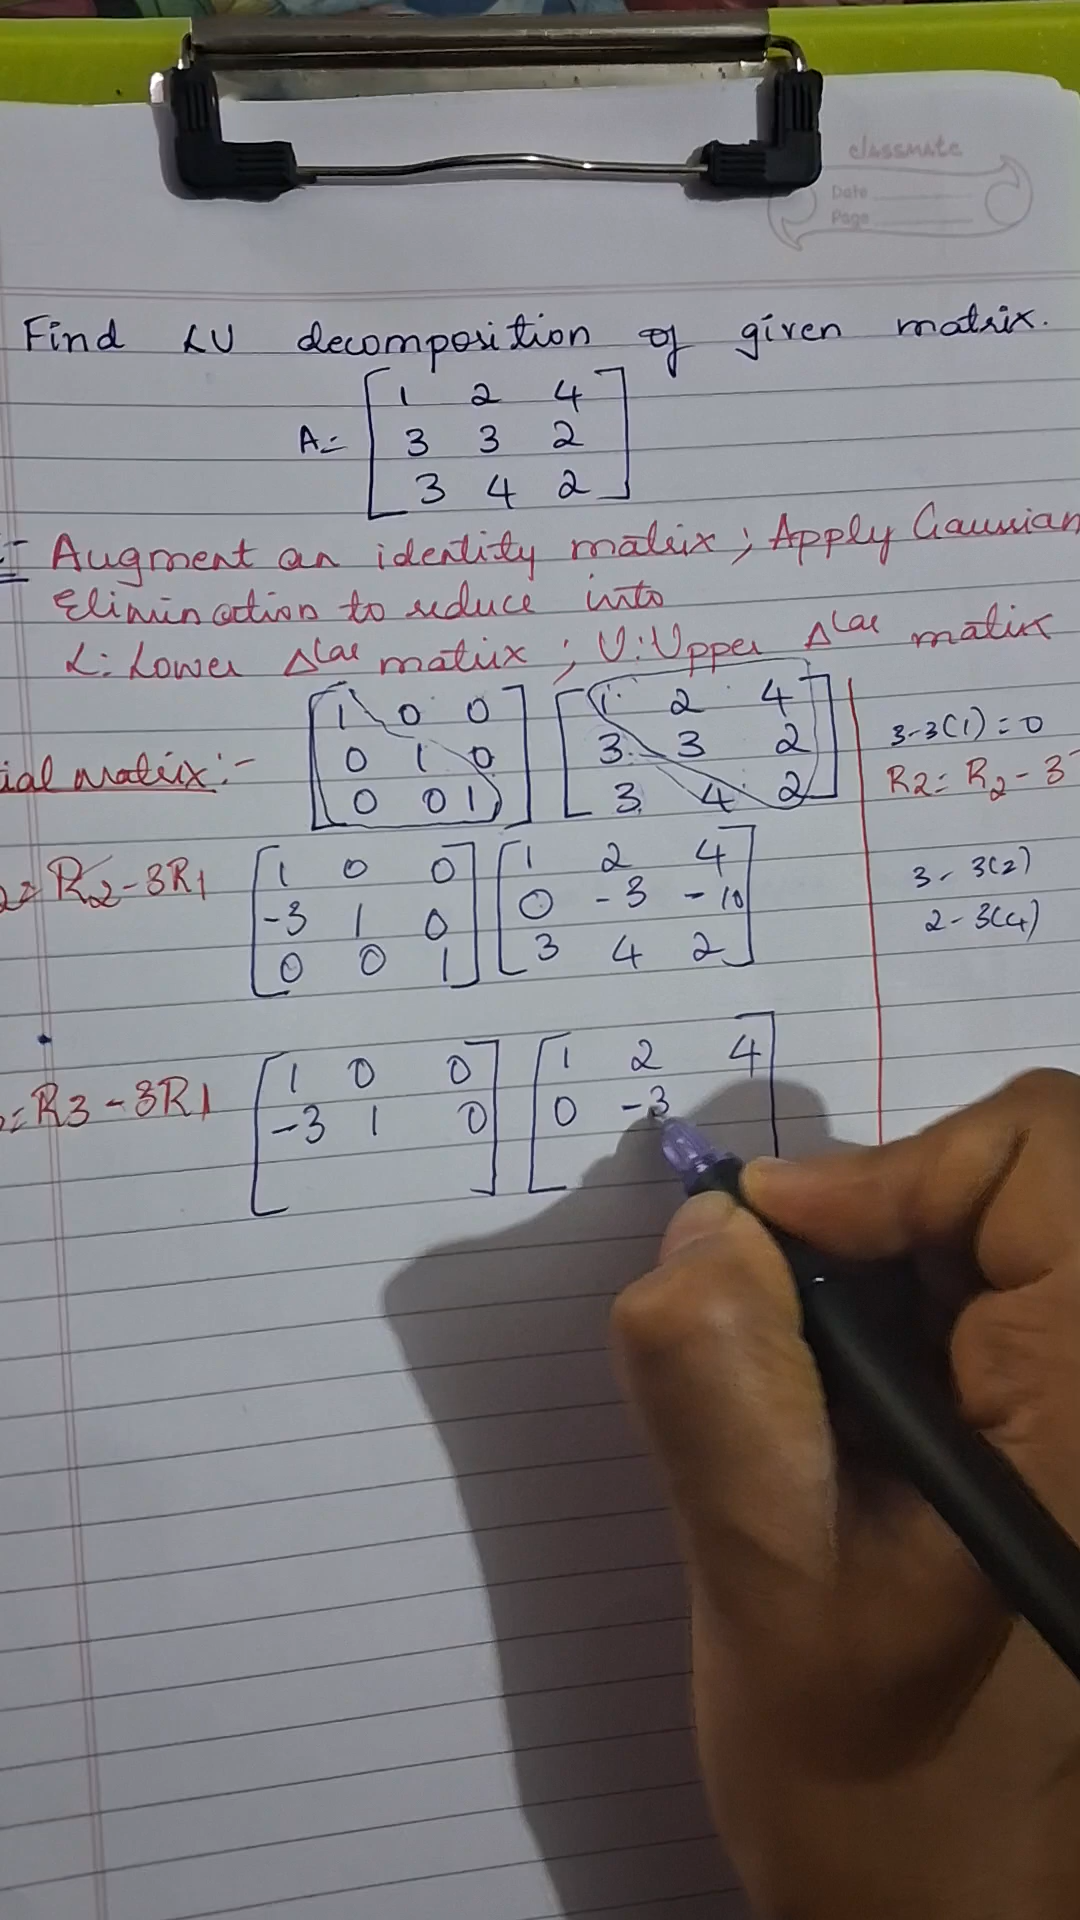 classmate
Date
Page
Find LU decomposition of given matrix.
A= [ 1 2 4
3 3 2
3 4 2 ]
:- Augment an identity matrix ; Apply Gaussian
Elimination to reduce into
L: Lower Δlar matrix ; U: Upper Δlar matix
ial matrix:- [ 1 0 0 ] [ 1 2 4 ] 3-3(1)=0
0 1 0 3 3 2 R2= R2 - 3
0 0 1 3 4 2
= R2-3R1 [ 1 0 0 ] [ 1 2 4 ] 3- 3(2)
-3 1 0 0 -3 -10 2-3(4)
0 0 1 3 4 2
= R3-3R1 [ 1 0 0 ] [ 1 2 4 ]
-3 1 0 0 -3